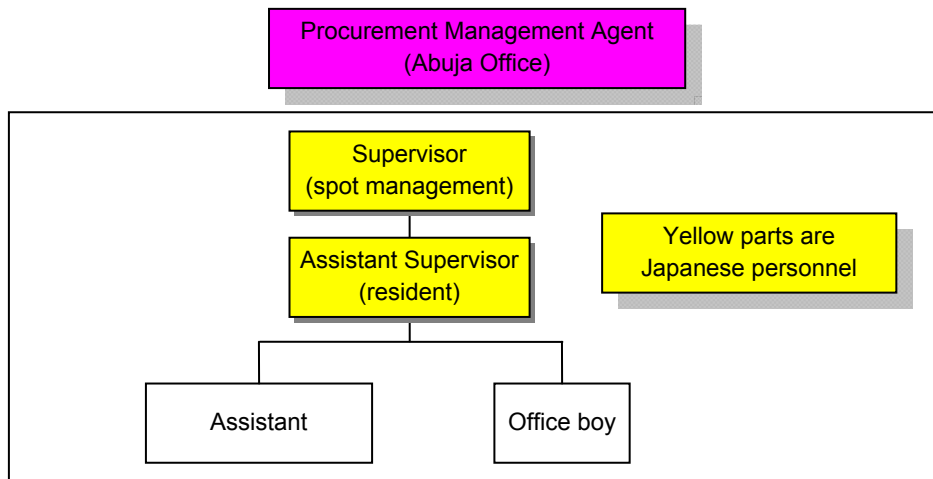 Procurement Management Agent
(Abuja Office)
Supervisor
(spot management)
Yellow parts are
Japanese personnel
Assistant Supervisor
(resident)
Assistant
Office boy